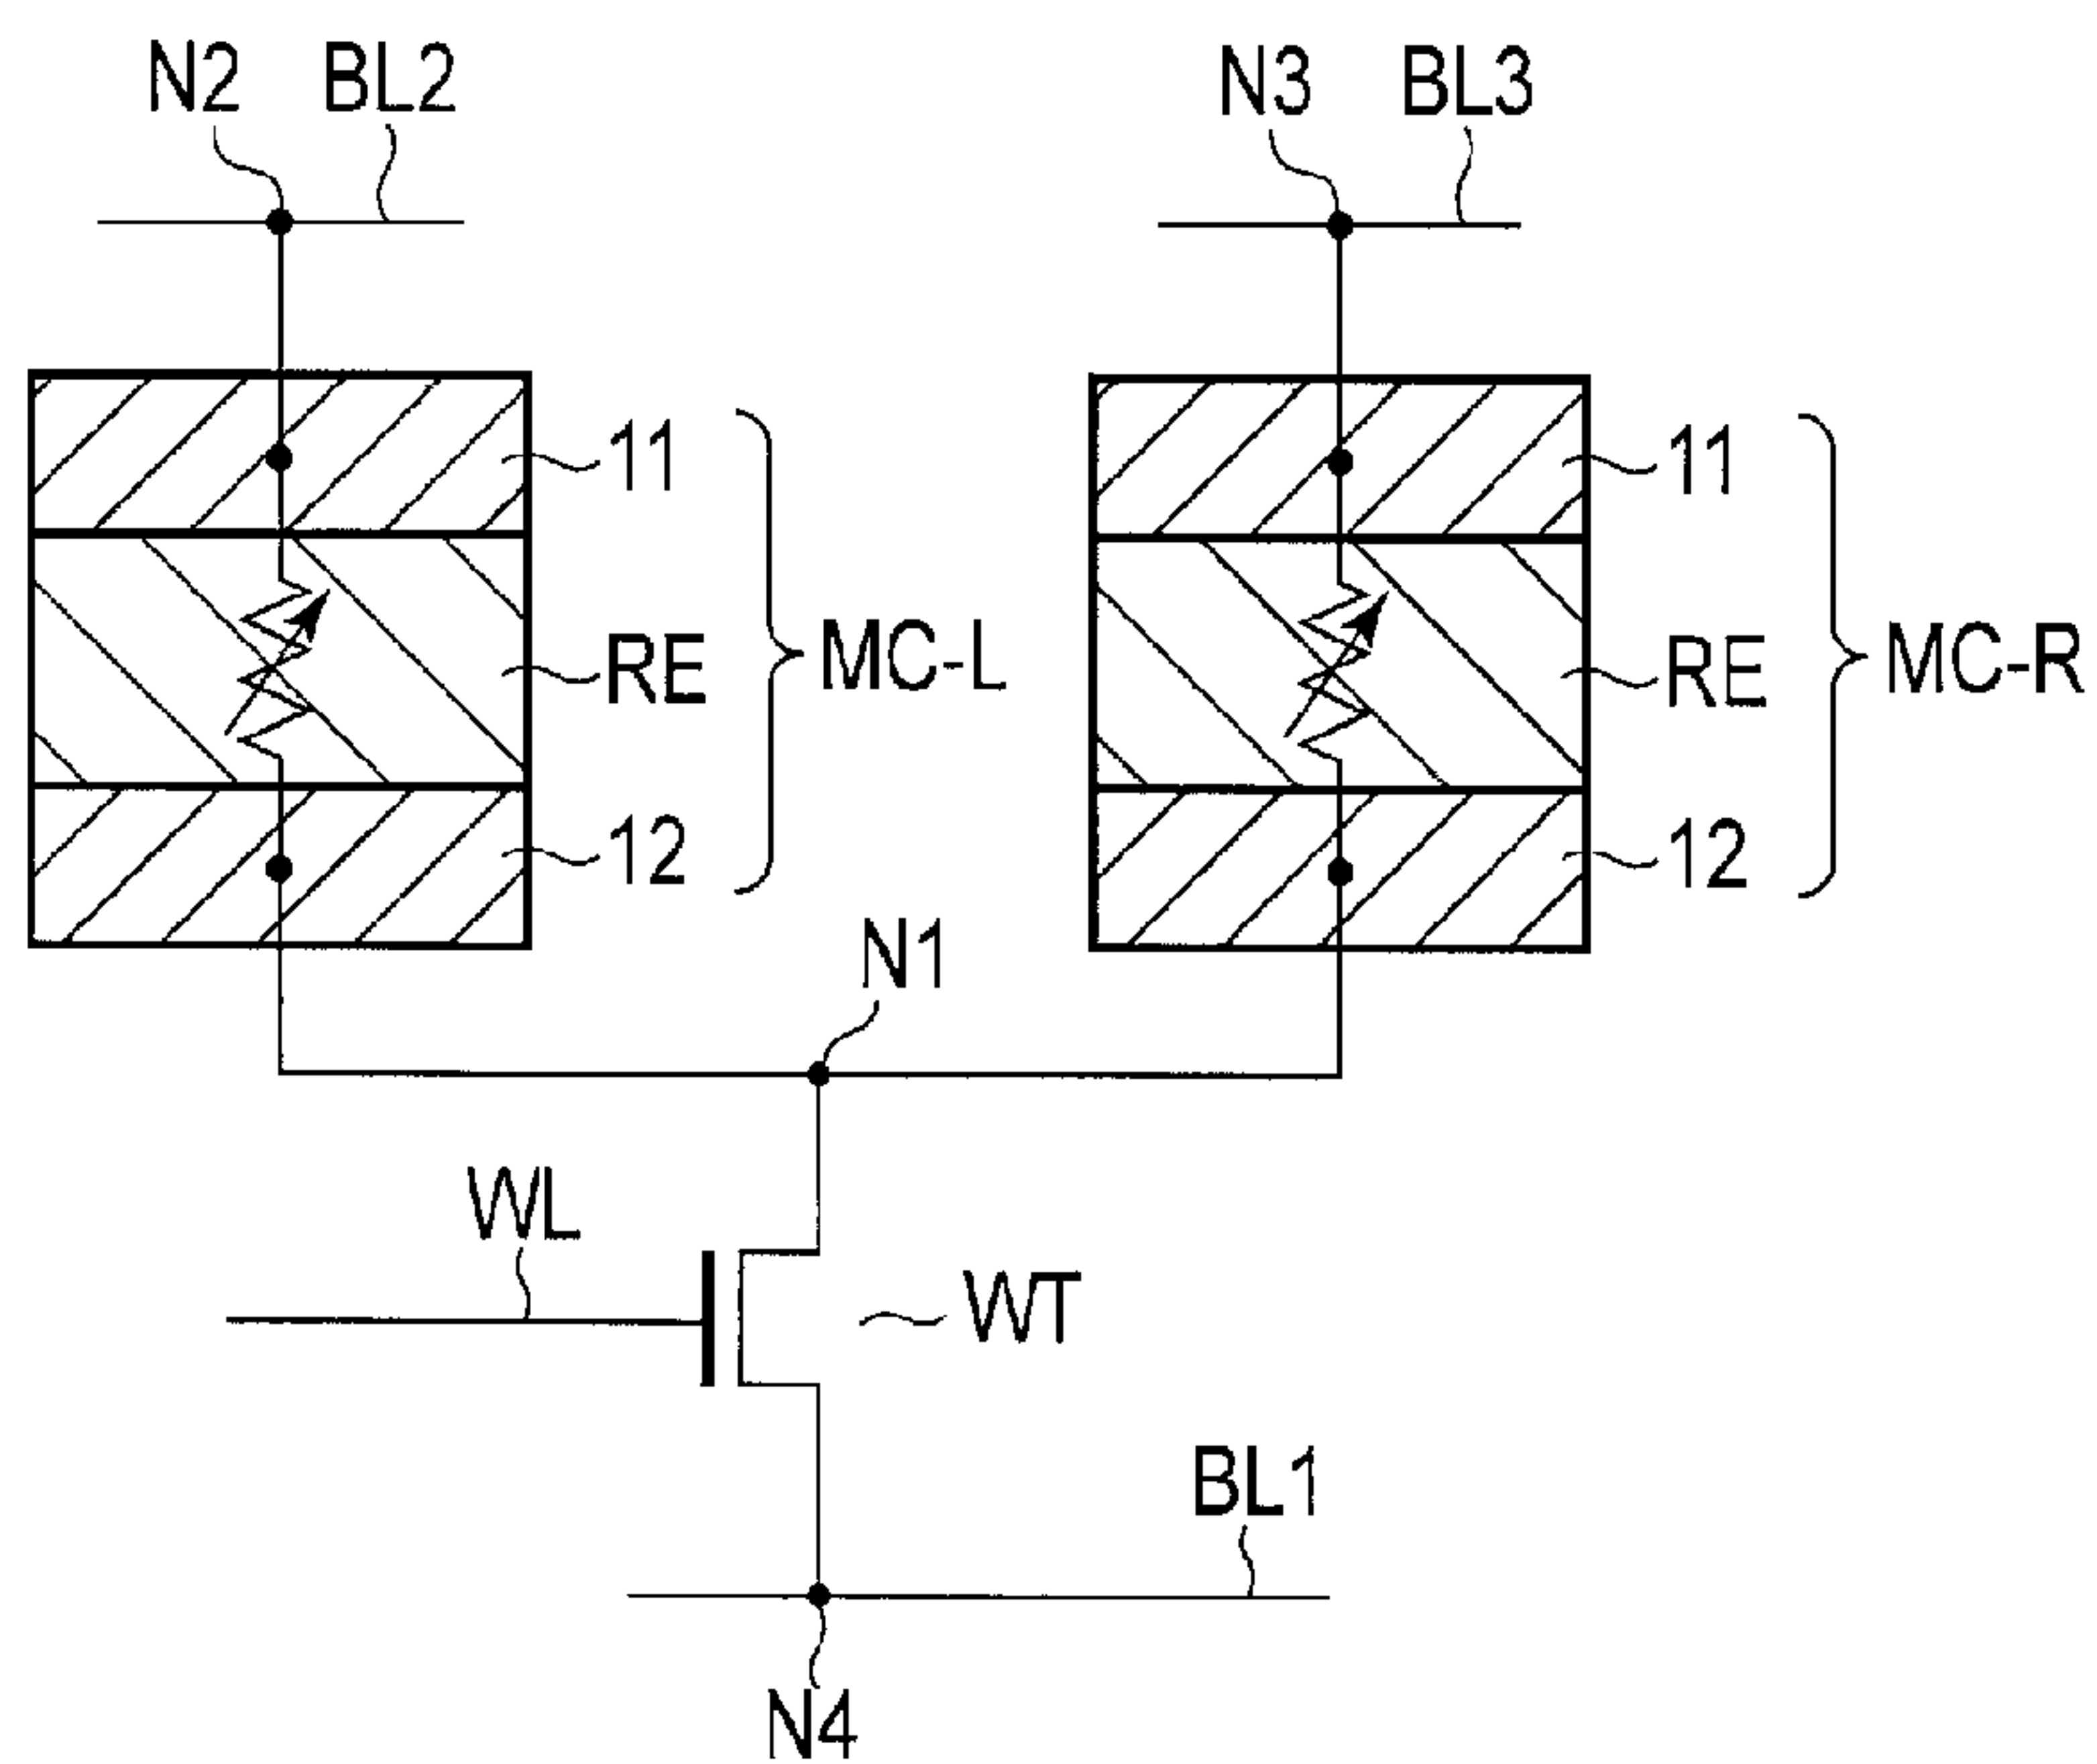 N2 BL2 N3 BL3
11 11
RE MC-L RE MC-R
12 12
N1
WL
WT
BL1
N4